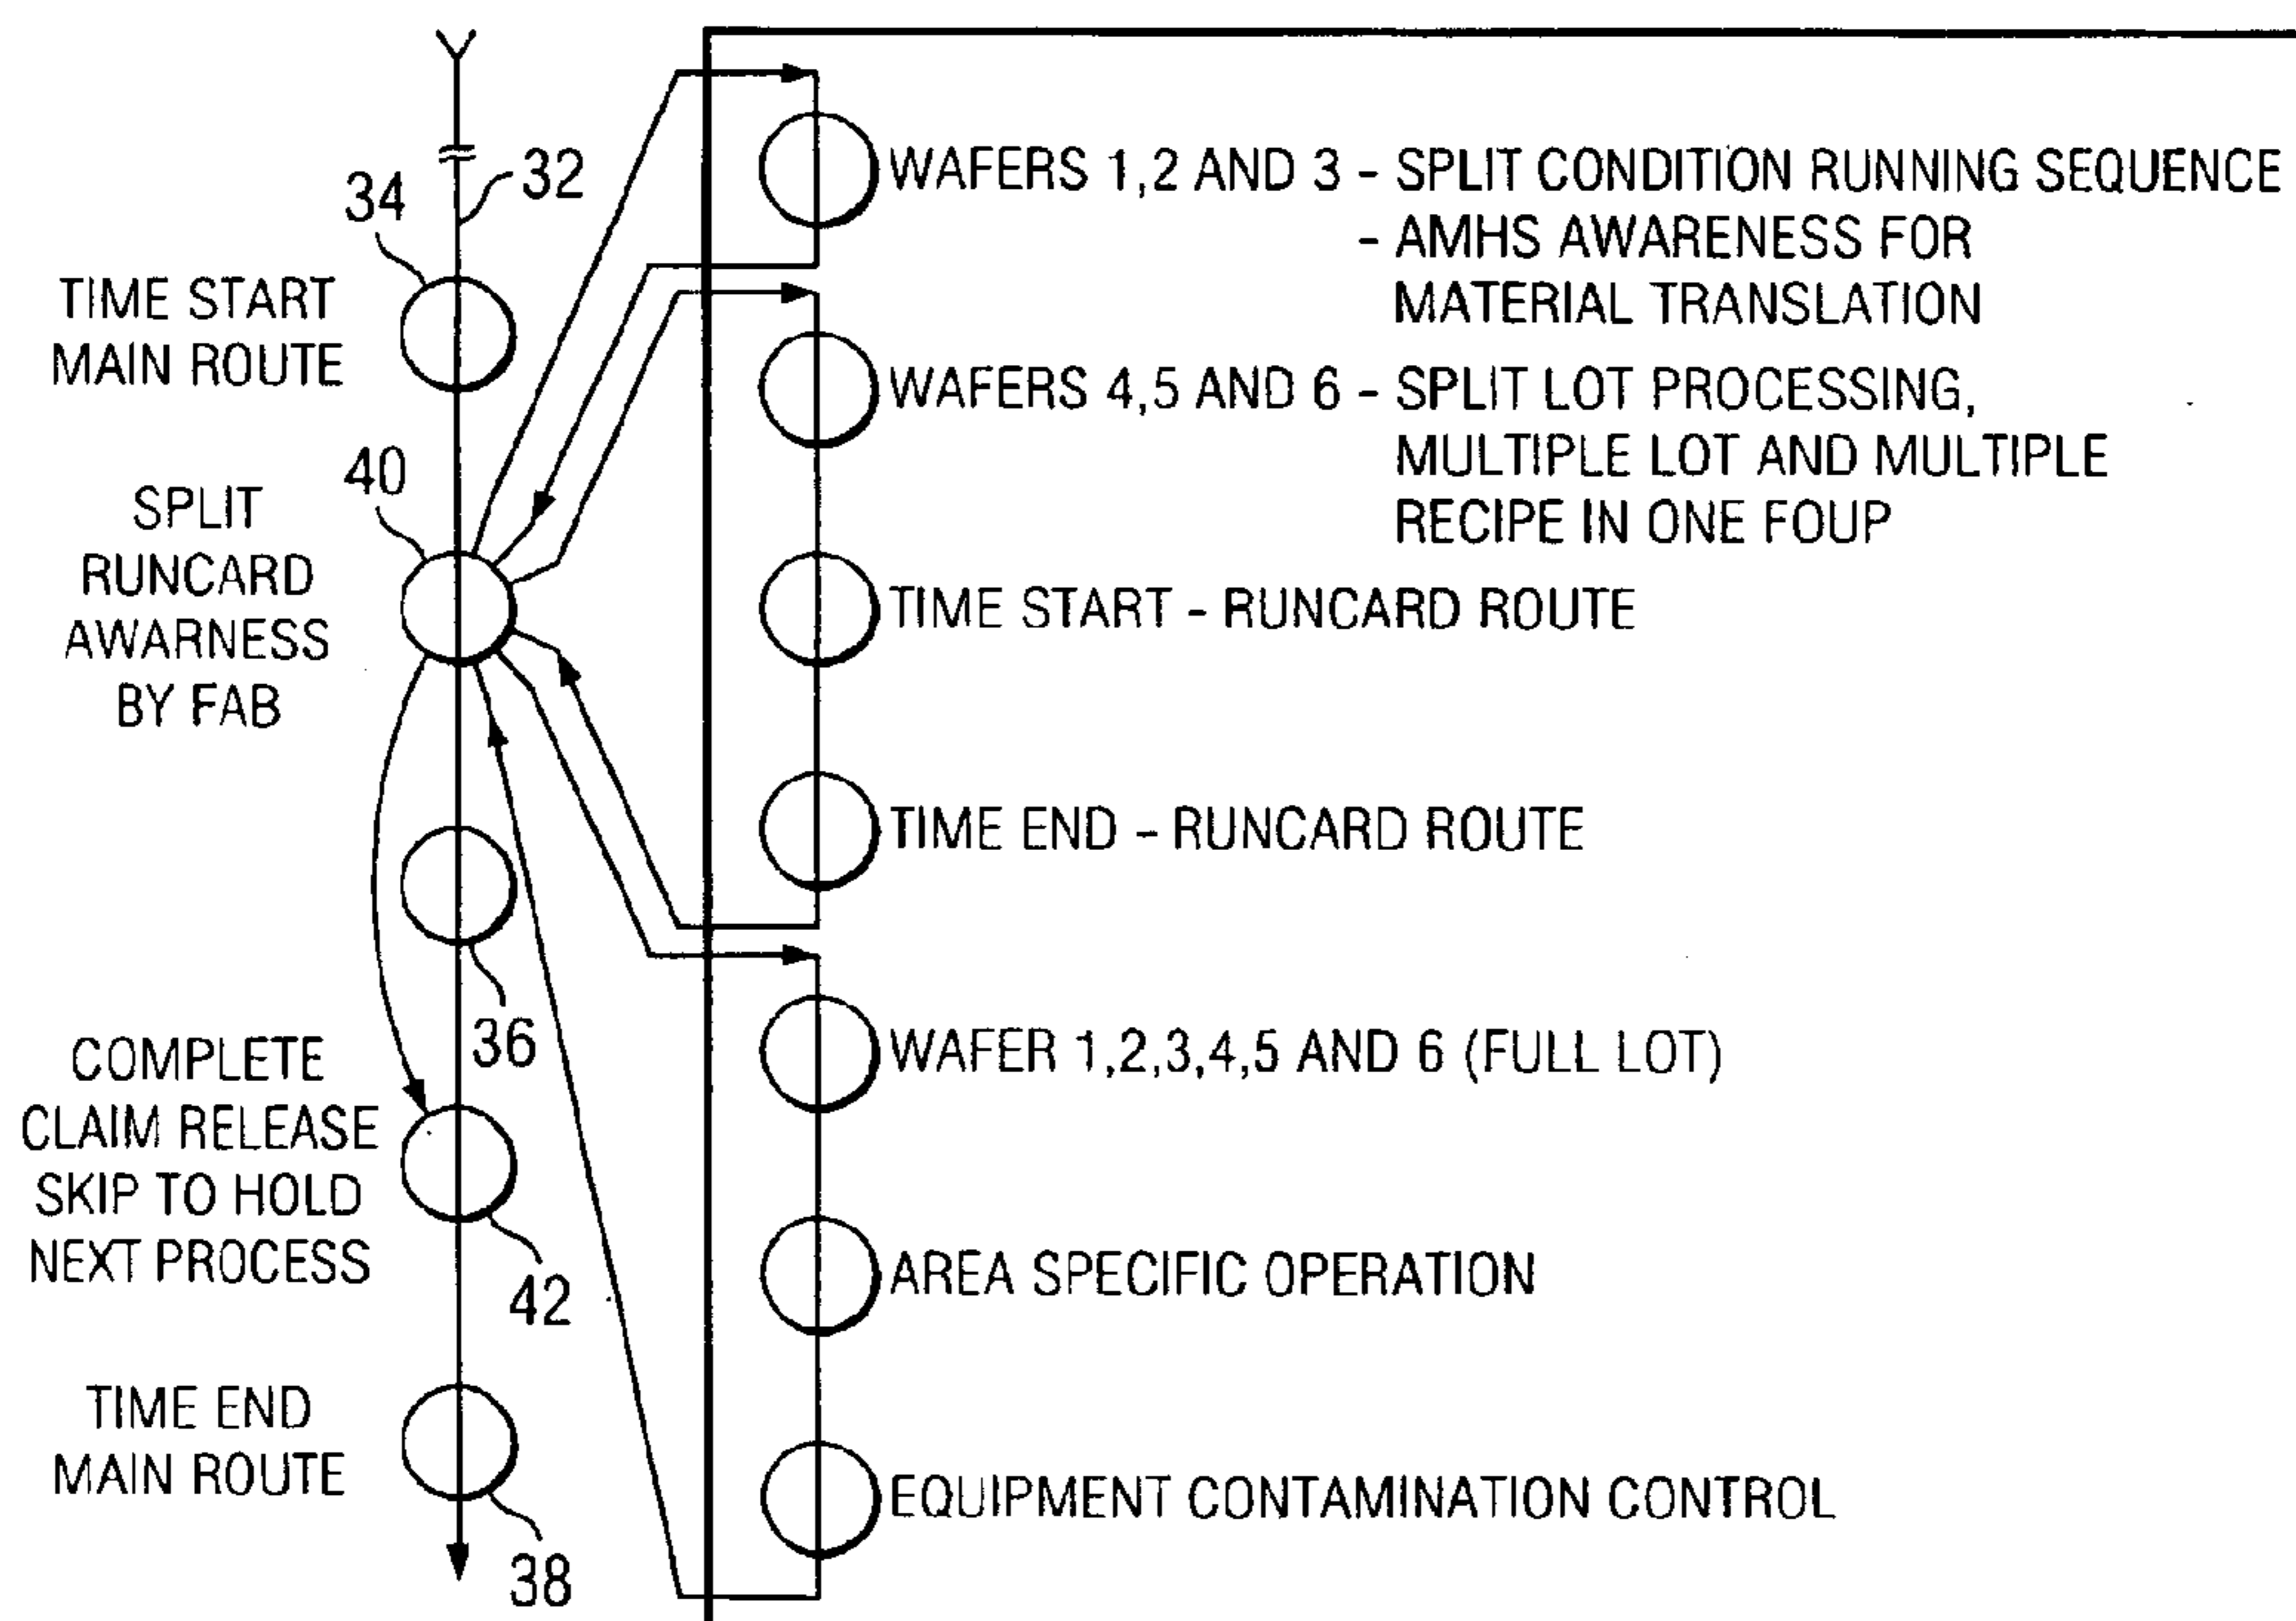 32
34
TIME START
MAIN ROUTE
40
SPLIT
RUNCARD
AWARNESS
BY FAB
36
COMPLETE
CLAIM RELEASE
SKIP TO HOLD
NEXT PROCESS
42
TIME END
MAIN ROUTE
38
WAFERS 1,2 AND 3 - SPLIT CONDITION RUNNING SEQUENCE
- AMHS AWARENESS FOR
MATERIAL TRANSLATION
WAFERS 4,5 AND 6 - SPLIT LOT PROCESSING,
MULTIPLE LOT AND MULTIPLE
RECIPE IN ONE FOUP
TIME START - RUNCARD ROUTE
TIME END - RUNCARD ROUTE
WAFER 1,2,3,4,5 AND 6 (FULL LOT)
AREA SPECIFIC OPERATION
EQUIPMENT CONTAMINATION CONTROL